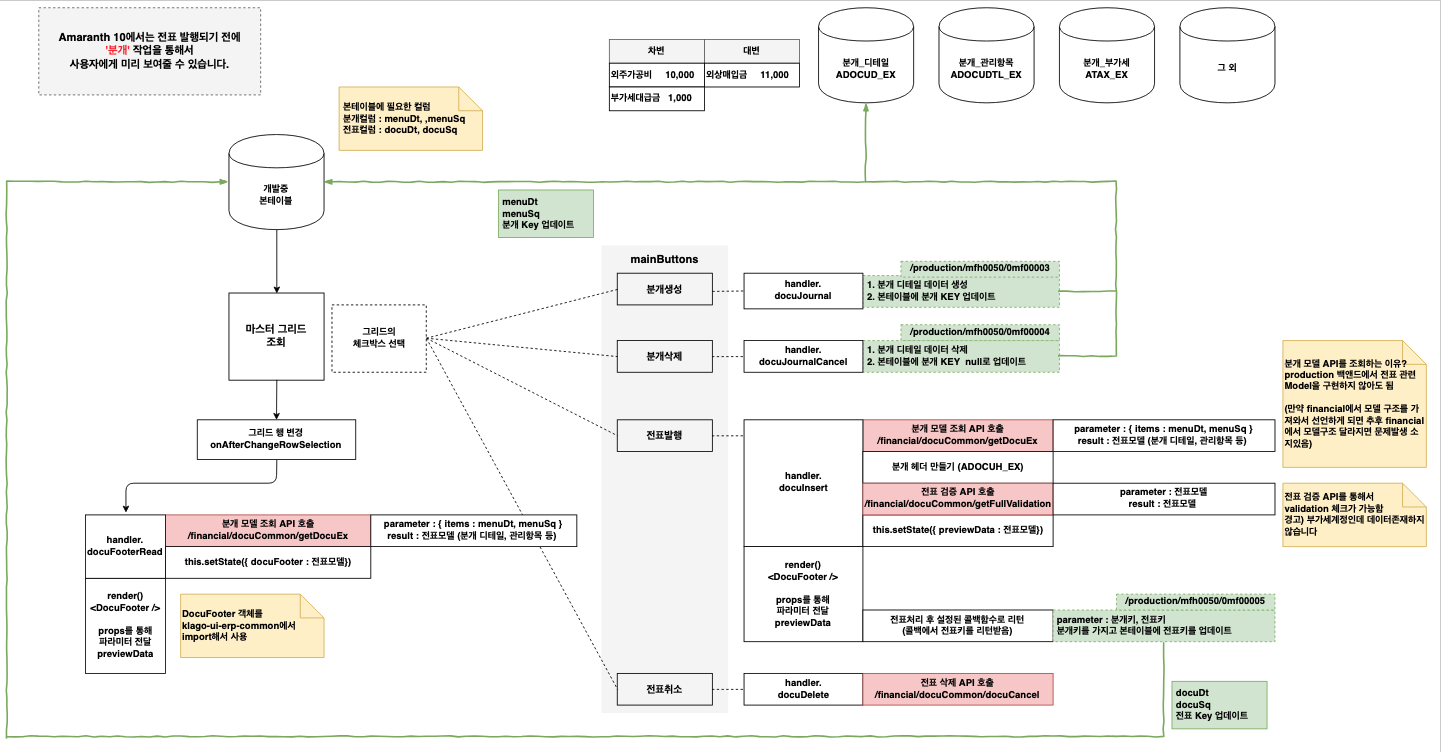 Amaranth 10에서는 전표 발행되기 전에
'분개' 작업을 통해서
사용자에게 미리 보여줄 수 있습니다.
본테이블에 필요한 컬럼
분개컬럼 : menuDt, ,menuSq
전표컬럼 : docuDt, docuSq
차변
대변
외주가공비 10,000
외상매입금 11,000
부가세대급금 1,000
분개_디테일
ADOCUD_EX
분개_관리항목
ADOCUDTL_EX
분개_부가세
ATAX_EX
그 외
개발중
본테이블
menuDt
menuSq
분개 Key 업데이트
마스터 그리드
조회
그리드의
체크박스 선택
그리드 행 변경
onAfterChangeRowSelection
handler.
docuFooterRead
분개 모델 조회 API 호출
/financial/docuCommon/getDocuEx
parameter : { items : menuDt, menuSq }
result : 전표모델 (분개 디테일, 관리항목 등)
this.setState({ docuFooter : 전표모델})
render()
<DocuFooter />
props를 통해
파라미터 전달
previewData
DocuFooter 객체를
klago-ui-erp-common에서
import해서 사용
mainButtons
분개생성
handler.
docuJournal
/production/mfh0050/0mf00003
1. 분개 디테일 데이터 생성
2. 본테이블에 분개 KEY 업데이트
분개삭제
handler.
docuJournalCancel
/production/mfh0050/0mf00004
1. 분개 디테일 데이터 삭제
2. 본테이블에 분개 KEY null로 업데이트
전표발행
handler.
docuInsert
분개 모델 조회 API 호출
/financial/docuCommon/getDocuEx
parameter : { items : menuDt, menuSq }
result : 전표모델 (분개 디테일, 관리항목 등)
분개 헤더 만들기 (ADOCUH_EX)
전표 검증 API 호출
/financial/docuCommon/getFullValidation
parameter : 전표모델
result : 전표모델
this.setState({ previewData : 전표모델})
render()
<DocuFooter />
props를 통해
파라미터 전달
previewData
전표처리 후 설정된 콜백함수로 리턴
(콜백에서 전표키를 리턴받음)
/production/mfh0050/0mf00005
parameter : 분개키, 전표키
분개키를 가지고 본테이블에 전표키를 업데이트
전표취소
handler.
docuDelete
전표 삭제 API 호출
/financial/docuCommon/docuCancel
docuDt
docuSq
전표 Key 업데이트
분개 모델 API를 조회하는 이유?
production 백앤드에서 전표 관련
Model을 구현하지 않아도 됨
(만약 financial에서 모델 구조를 가
져와서 선언하게 되면 추후 financial
에서 모델구조 달라지면 문제발생 소
지있음)
전표 검증 API를 통해서
validation 체크가 가능함
경고) 부가세계정인데 데이터존재하지
않습니다